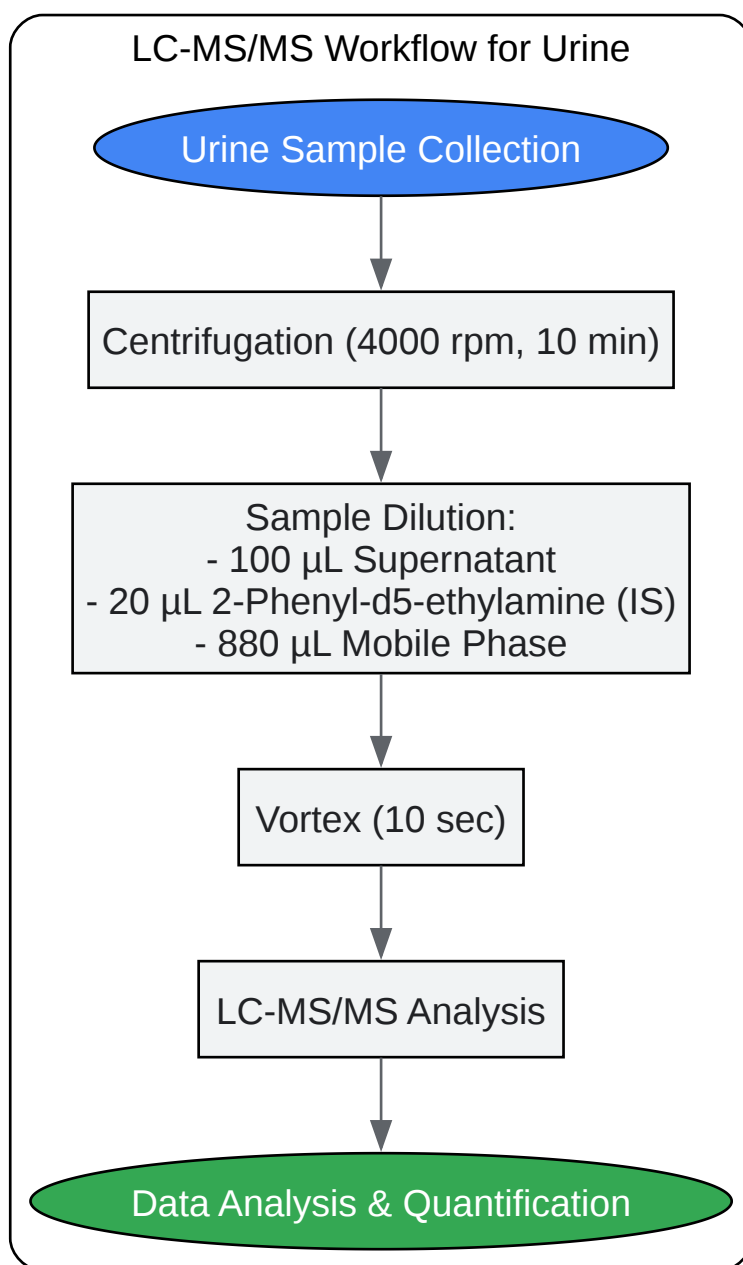 LC-MS/MS Workflow for Urine
Urine Sample Collection
Centrifugation (4000 rpm, 10 min)
Sample Dilution:
- 100 µL Supernatant
- 20 µL 2-Phenyl-d5-ethylamine (IS)
- 880 µL Mobile Phase
Vortex (10 sec)
LC-MS/MS Analysis
Data Analysis & Quantification